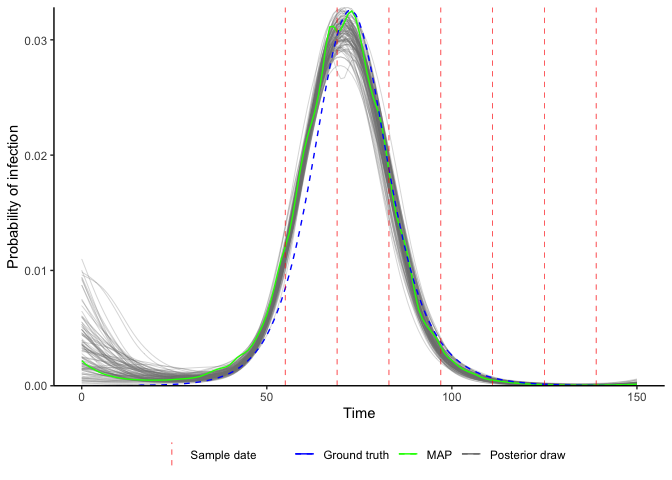 Probability of infection
0.03
0.02
0.01
0.00
0 50 100 150
Time
Sample date Ground truth MAP Posterior draw